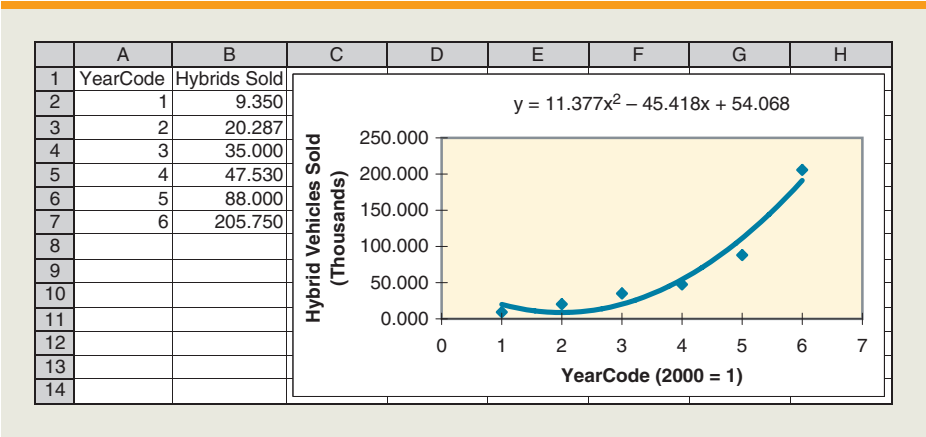 A B C D E F G H
1 YearCode Hybrids Sold
2 1 9.350
3 2 20.287
4 3 35.000
5 4 47.530
6 5 88.000
7 6 205.750
8
9
10
11
12
13
14
y = 11.377x² – 45.418x + 54.068
Hybrid Vehicles Sold
(Thousands)
250.000
200.000
150.000
100.000
50.000
0.000
0 1 2 3 4 5 6 7
YearCode (2000 = 1)